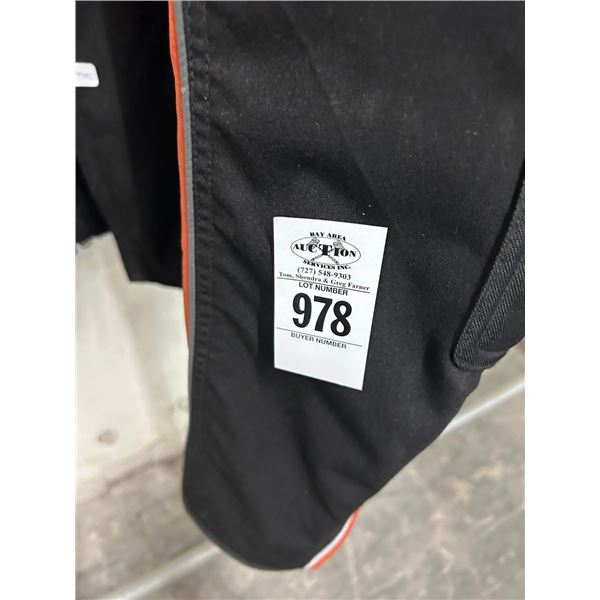 BAY AREA
AUCTION
SERVICES INC.
(727) 548-9303
Tom, Shondra & Greg Farner
LOT NUMBER
978
BUYER NUMBER